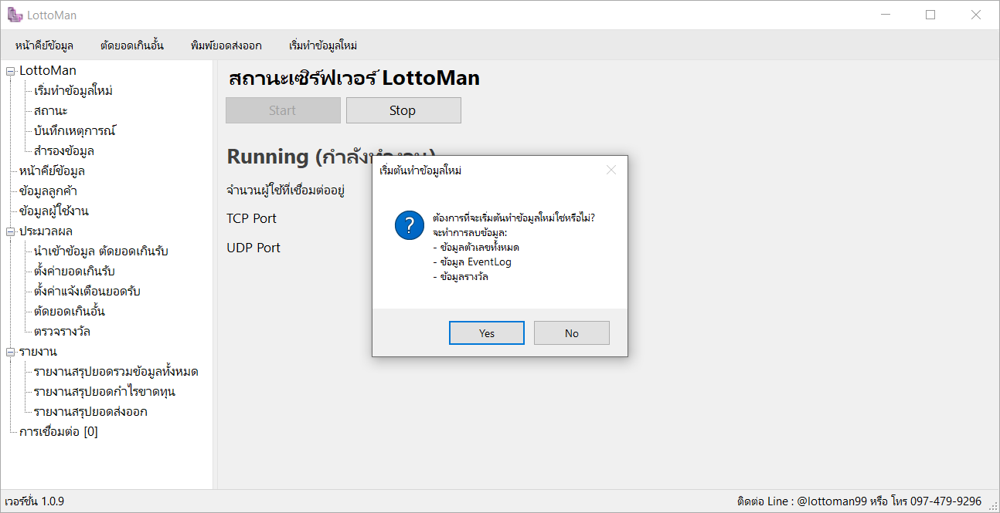 LottoMan
หน้าคีย์ข้อมูล ตัดยอดเกินอั้น พิมพ์ยอดส่งออก เริ่มทำข้อมูลใหม่
LottoMan
เริ่มทำข้อมูลใหม่
สถานะ
บันทึกเหตุการณ์
สำรองข้อมูล
หน้าคีย์ข้อมูล
ข้อมูลลูกค้า
ข้อมูลผู้ใช้งาน
ประมวลผล
นำเข้าข้อมูล ตัดยอดเกินรับ
ตั้งค่ายอดเกินรับ
ตั้งค่าแจ้งเตือนยอดรับ
ตัดยอดเกินอั้น
ตรวจรางวัล
รายงาน
รายงานสรุปยอดรวมข้อมูลทั้งหมด
รายงานสรุปยอดกำไรขาดทุน
รายงานสรุปยอดส่งออก
การเชื่อมต่อ [0]
สถานะเซิร์ฟเวอร์ LottoMan
Start Stop
Running (กำลังทำงาน)
จำนวนผู้ใช้ที่เชื่อมต่ออยู่
TCP Port
UDP Port
เริ่มต้นทำข้อมูลใหม่
ต้องการที่จะเริ่มต้นทำข้อมูลใหม่ใช่หรือไม่?
จะทำการลบข้อมูล:
- ข้อมูลตัวเลขทั้งหมด
- ข้อมูล EventLog
- ข้อมูลรางวัล
Yes No
เวอร์ชั่น 1.0.9
ติดต่อ Line : @lottoman99 หรือ โทร 097-479-9296